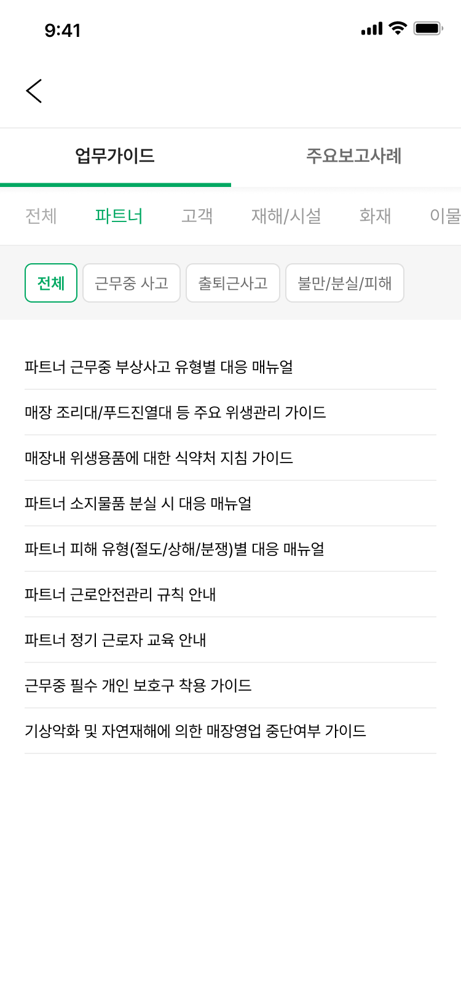 9:41
업무가이드 주요보고사례
전체 파트너 고객 재해/시설 화재 이물
전체 근무중 사고 출퇴근사고 불만/분실/피해
파트너 근무중 부상사고 유형별 대응 매뉴얼
매장 조리대/푸드진열대 등 주요 위생관리 가이드
매장내 위생용품에 대한 식약처 지침 가이드
파트너 소지물품 분실 시 대응 매뉴얼
파트너 피해 유형(절도/상해/분쟁)별 대응 매뉴얼
파트너 근로안전관리 규칙 안내
파트너 정기 근로자 교육 안내
근무중 필수 개인 보호구 착용 가이드
기상악화 및 자연재해에 의한 매장영업 중단여부 가이드